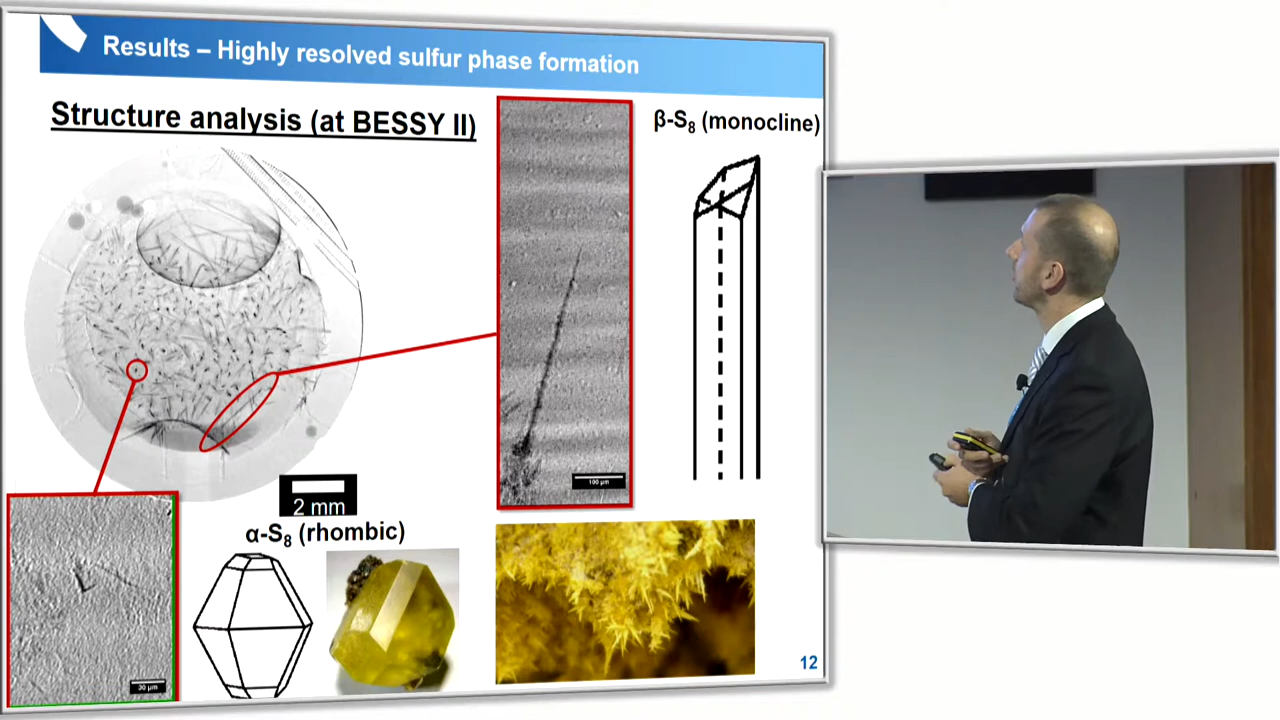 Results – Highly resolved sulfur phase formation
Structure analysis (at BESSY II)
β-S₈ (monocline)
100 µm
2 mm
α-S₈ (rhombic)
30 µm
12